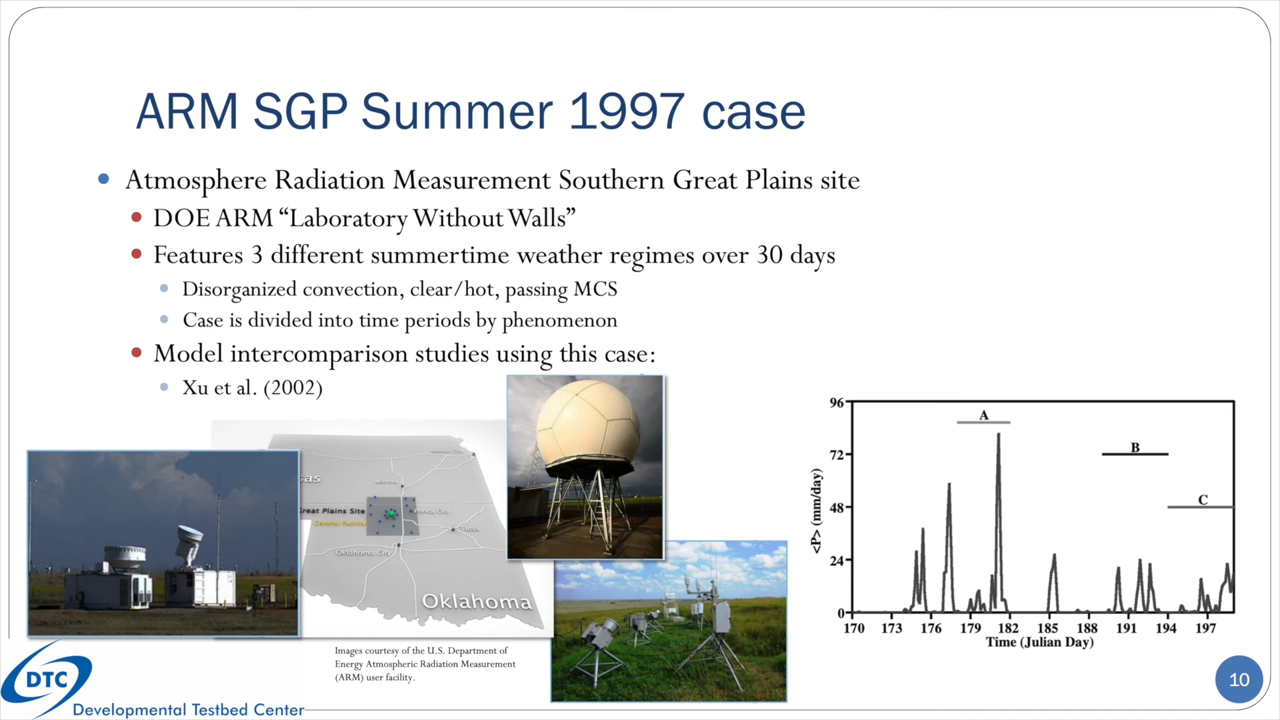 ARM SGP Summer 1997 case
Atmosphere Radiation Measurement Southern Great Plains site
DOE ARM “Laboratory Without Walls”
Features 3 different summertime weather regimes over 30 days
Disorganized convection, clear/hot, passing MCS
Case is divided into time periods by phenomenon
Model intercomparison studies using this case:
Xu et al. (2002)
Great Plains Site
Central Facility
Oklahoma City
Tulsa
Oklahoma
Images courtesy of the U.S. Department of
Energy Atmospheric Radiation Measurement
(ARM) user facility.
<P> (mm/day)
96
72
48
24
0
A
B
C
170 173 176 179 182 185 188 191 194 197
Time (Julian Day)
DTC
Developmental Testbed Center
10